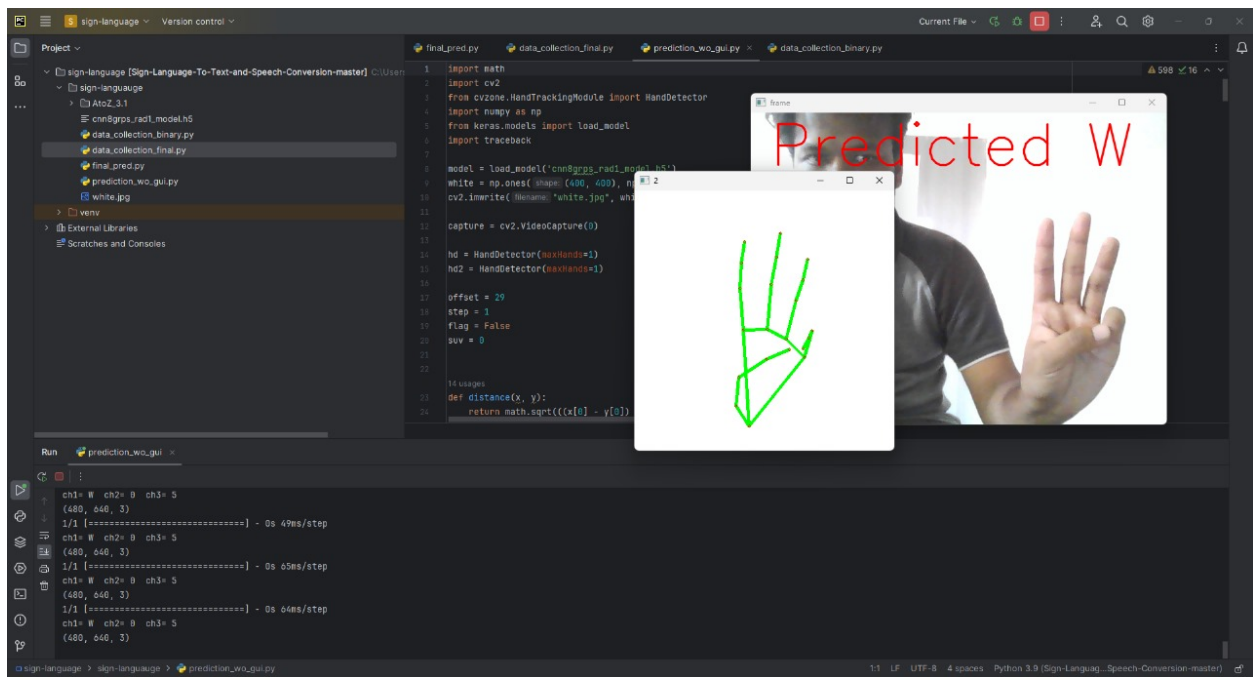 PC S sign-language Version control Current File
Project
sign-language [Sign-Language-To-Text-and-Speech-Conversion-master] C:\User
sign-languauge
AtoZ_3.1
cnn8grps_rad1_model.h5
data_collection_binary.py
data_collection_final.py
final_pred.py
prediction_wo_gui.py
white.jpg
venv
External Libraries
Scratches and Consoles
final_pred.py data_collection_final.py prediction_wo_gui.py data_collection_binary.py
598 16
1 import math
2 import cv2
3 from cvzone.HandTrackingModule import HandDetector
4 import numpy as np
5 from keras.models import load_model
6 import traceback
7
8 model = load_model('cnn8grps_rad1_model.h5')
9 white = np.ones( shape: (400, 400), np
10 cv2.imwrite( filename: "white.jpg", whi
11
12 capture = cv2.VideoCapture(0)
13
14 hd = HandDetector(maxHands=1)
15 hd2 = HandDetector(maxHands=1)
16
17 offset = 29
18 step = 1
19 flag = False
20 suv = 0
21
22
14 usages
23 def distance(x, y):
24 return math.sqrt(((x[0] - y[0])
frame
Predicted W
2
Run prediction_wo_gui
ch1= W ch2= B ch3= 5
(480, 640, 3)
1/1 [==============================] - 0s 49ms/step
ch1= W ch2= B ch3= 5
(480, 640, 3)
1/1 [==============================] - 0s 65ms/step
ch1= W ch2= B ch3= 5
(480, 640, 3)
1/1 [==============================] - 0s 64ms/step
ch1= W ch2= B ch3= 5
(480, 640, 3)
sign-language > sign-languauge > prediction_wo_gui.py 1:1 LF UTF-8 4 spaces Python 3.9 (Sign-Languag...Speech-Conversion-master)